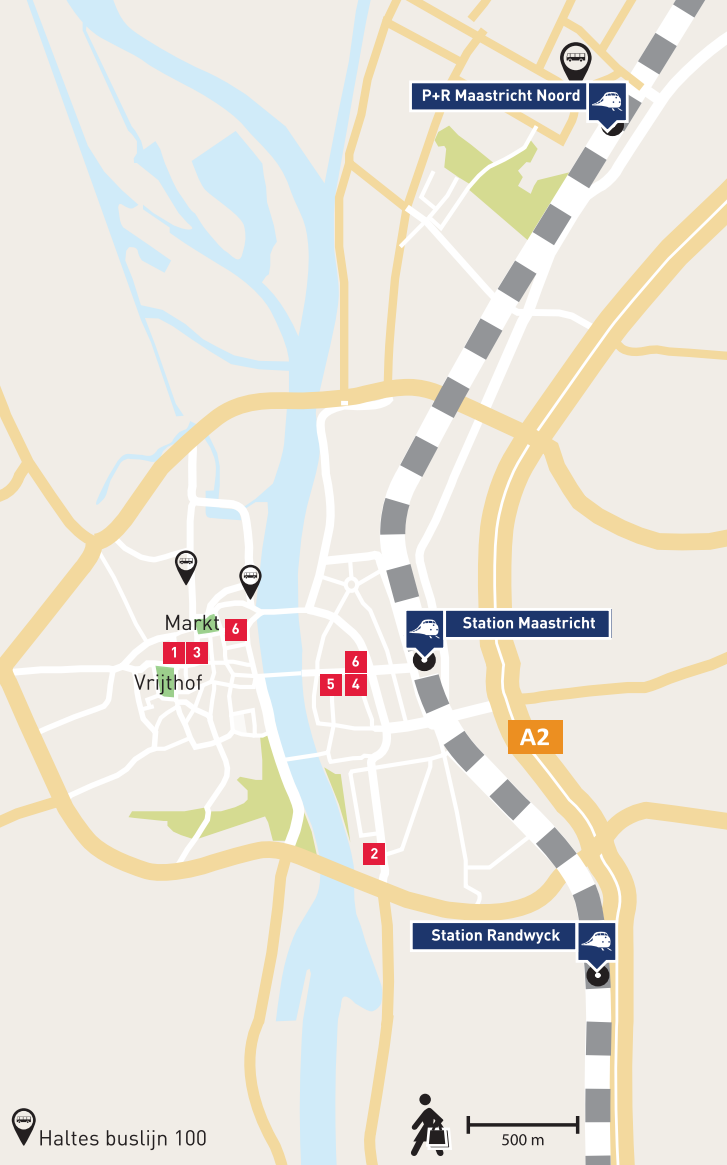 P+R Maastricht Noord
Station Maastricht
Markt
6
1 3
6
Vrijthof
5 4
A2
2
Station Randwyck
Haltes buslijn 100
500 m